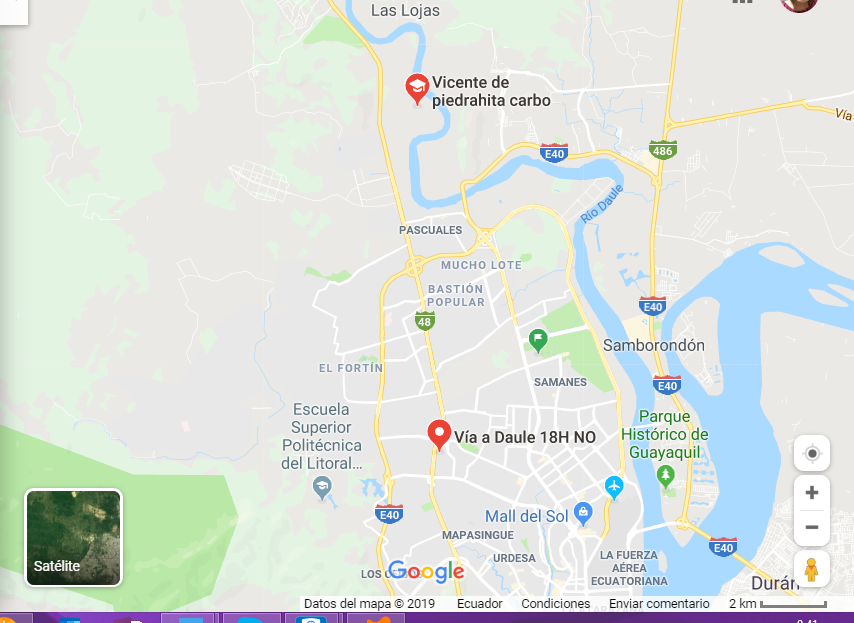 Las Lojas
Vicente de
piedrahita carbo
Vía
E40
486
Río Daule
PASCUALES
MUCHO LOTE
BASTIÓN
POPULAR
E40
48
Samborondón
EL FORTÍN
SAMANES
E40
Escuela
Superior
Politécnica
del Litoral...
Parque
Histórico de
Guayaquil
Vía a Daule 18H NO
E40
Mall del Sol
MAPASINGUE
E40
URDESA
LA FUERZA
AÉREA
ECUATORIANA
Satélite
Google
Durán
Datos del mapa © 2019 Ecuador Condiciones Enviar comentario 2 km